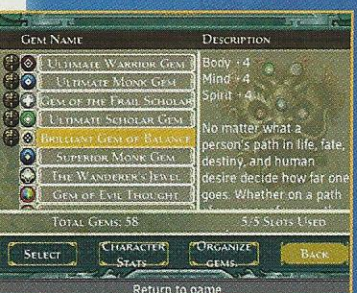 GEM NAME
DESCRIPTION
ULTIMATE WARRIOR GEM
ULTIMATE MONK GEM
GEM OF THE FRAIL SCHOLAR
ULTIMATE SCHOLAR GEM
BRILLIANT GEM OF BALANCE
SUPERIOR MONK GEM
THE WANDERER'S JEWEL
GEM OF EVIL THOUGHT
Body +4
Mind +4
Spirit +4
No matter what a
person's path in life, fate,
destiny, and human
desire decide how far one
goes. Whether on a path
TOTAL GEMS: 58
5/5 SLOTS USED
SELECT
CHARACTER
STATS
ORGANIZE
GEMS.
BACK
Return to game